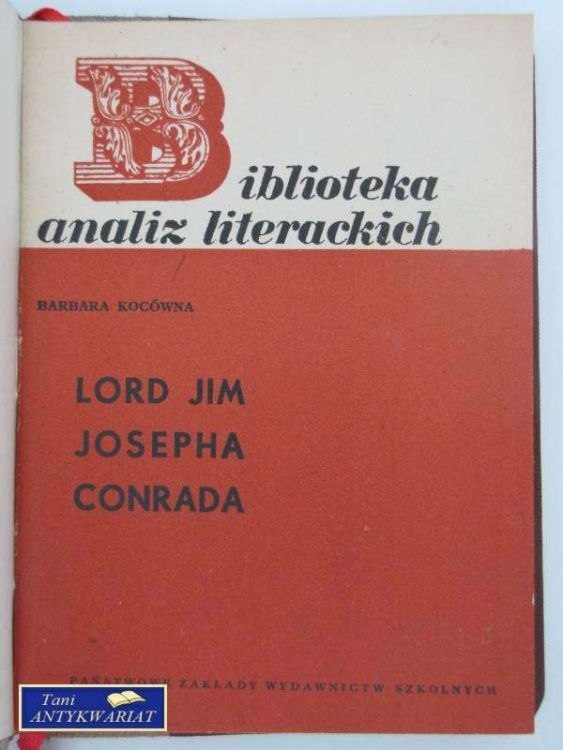 Biblioteka
analiz literackich
BARBARA KOCÓWNA
LORD JIM
JOSEPHA
CONRADA
PAŃSTWOWE ZAKŁADY WYDAWNICTW SZKOLNYCH
Tani
ANTYKWARIAT